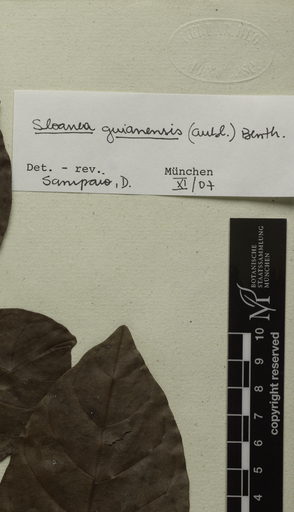 Sloanea guianensis (Aubl.) Benth.
Det. - rev. München
Sampaio, D. XI/07
BOTANISCHE
STAATSSAMMLUNG
MÜNCHEN
copyright reserved
10
9
8
7
6
5
4